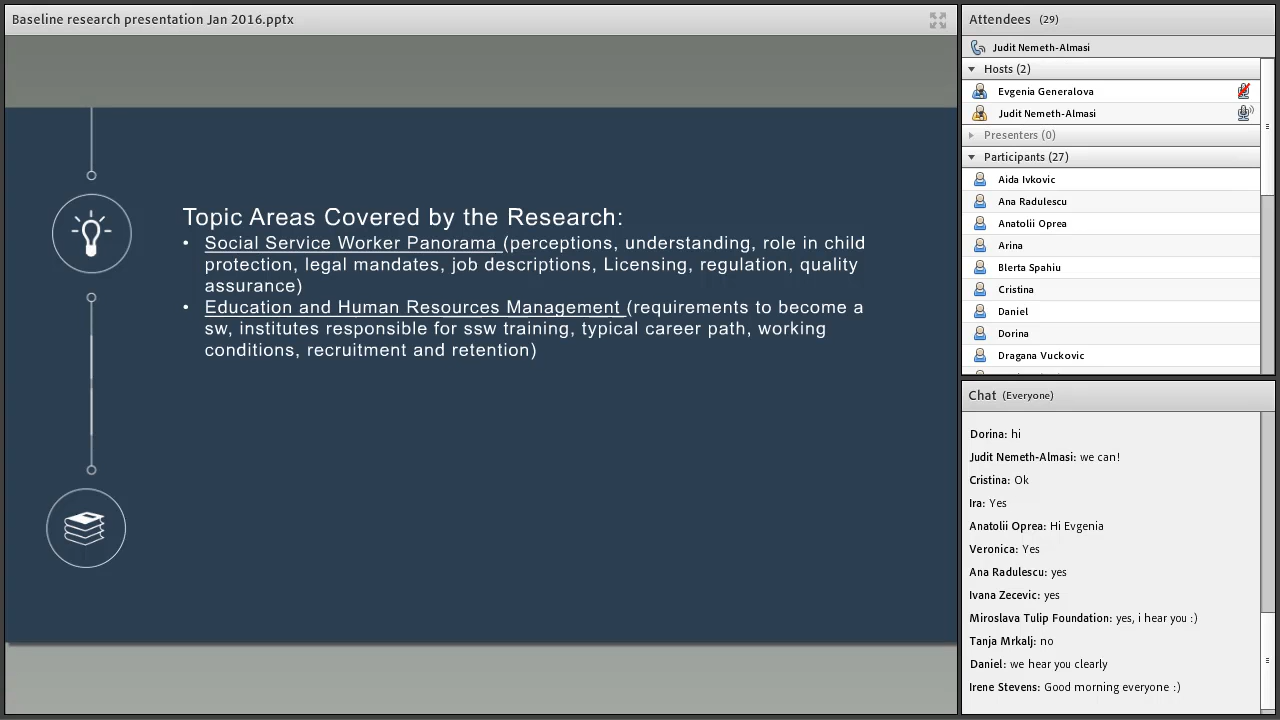 Baseline research presentation Jan 2016.pptx
Topic Areas Covered by the Research:
• Social Service Worker Panorama (perceptions, understanding, role in child
protection, legal mandates, job descriptions, Licensing, regulation, quality
assurance)
• Education and Human Resources Management (requirements to become a
sw, institutes responsible for ssw training, typical career path, working
conditions, recruitment and retention)
Attendees (29)
Judit Nemeth-Almasi
Hosts (2)
Evgenia Generalova
Judit Nemeth-Almasi
Presenters (0)
Participants (27)
Aida Ivkovic
Ana Radulescu
Anatolii Oprea
Arina
Blerta Spahiu
Cristina
Daniel
Dorina
Dragana Vuckovic
Chat (Everyone)
Dorina: hi
Judit Nemeth-Almasi: we can!
Cristina: Ok
Ira: Yes
Anatolii Oprea: Hi Evgenia
Veronica: Yes
Ana Radulescu: yes
Ivana Zecevic: yes
Miroslava Tulip Foundation: yes, i hear you :)
Tanja Mrkalj: no
Daniel: we hear you clearly
Irene Stevens: Good morning everyone :)